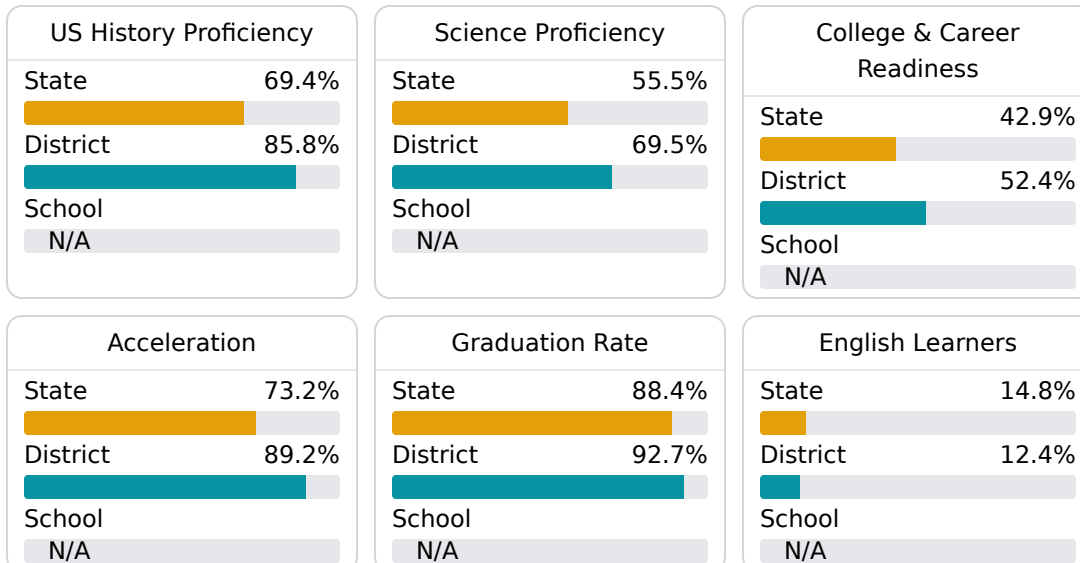 US History Proficiency
State 69.4%
District 85.8%
School
N/A
Science Proficiency
State 55.5%
District 69.5%
School
N/A
College & Career
Readiness
State 42.9%
District 52.4%
School
N/A
Acceleration
State 73.2%
District 89.2%
School
N/A
Graduation Rate
State 88.4%
District 92.7%
School
N/A
English Learners
State 14.8%
District 12.4%
School
N/A